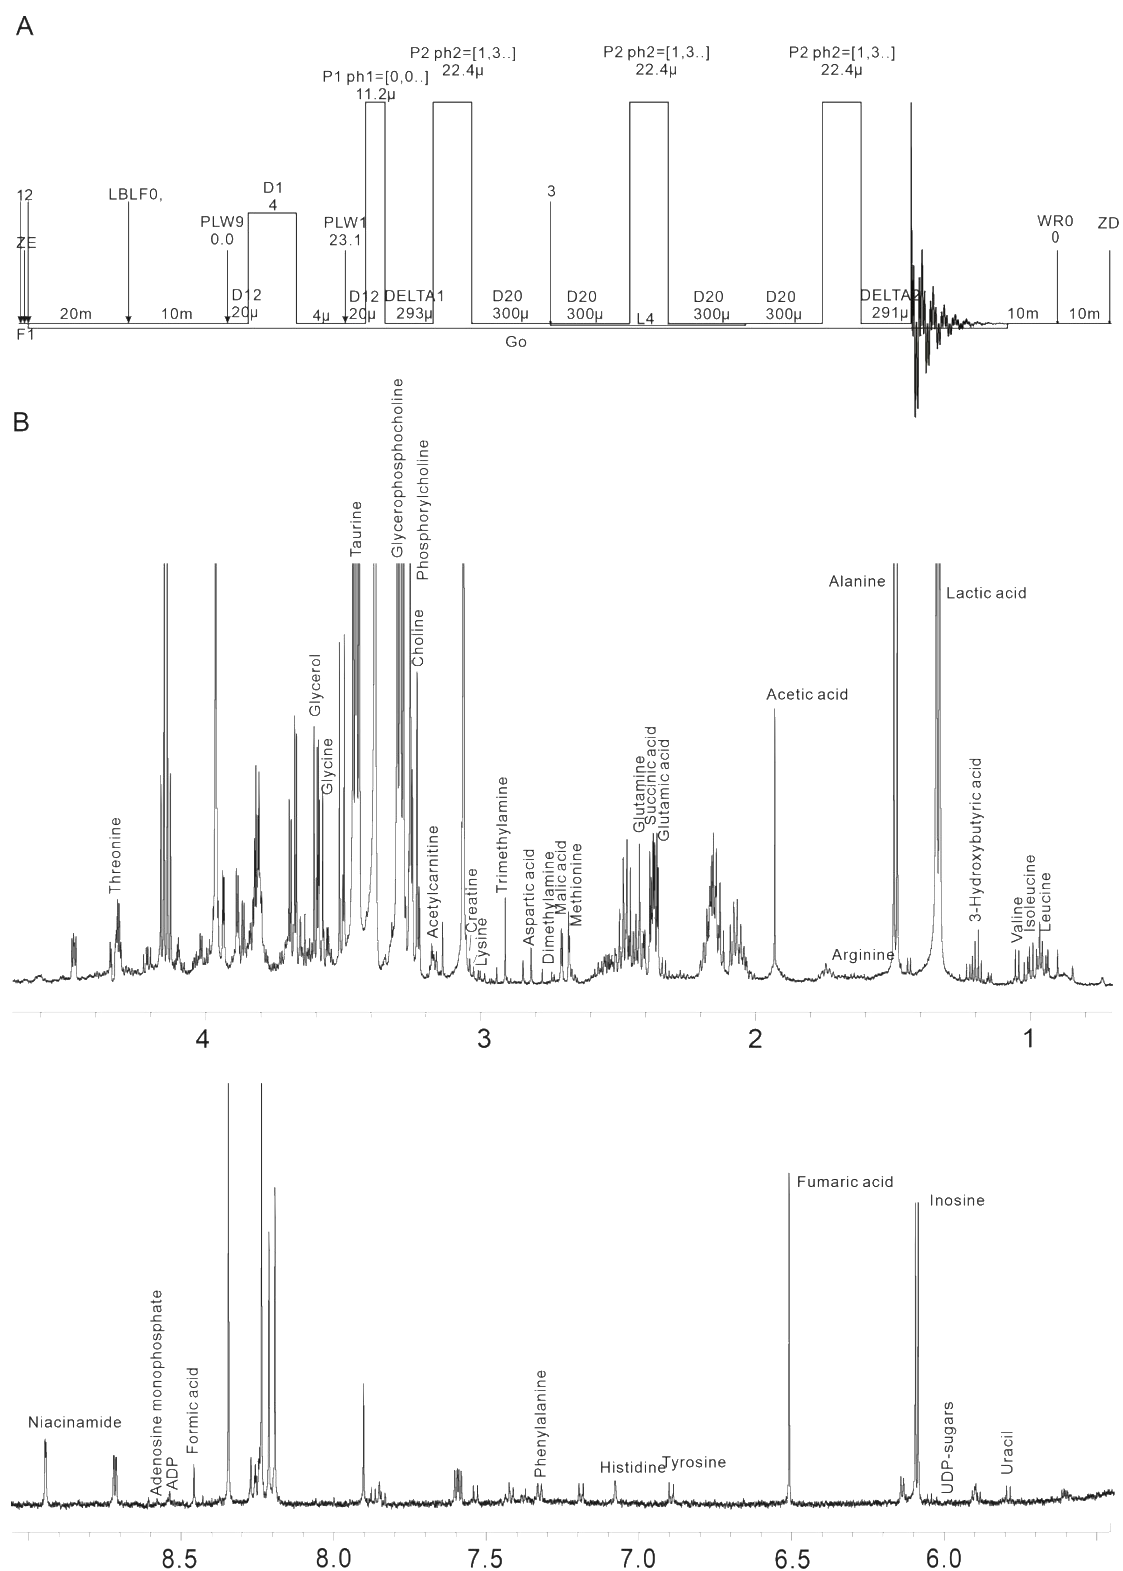 A
P2 ph2=[1,3..]
22.4µ
P2 ph2=[1,3..]
22.4µ
P2 ph2=[1,3..]
22.4µ
P1 ph1=[0,0..]
11.2µ
12
LBLF0,
D1
4
3
ZE
PLW9
0.0
PLW1
23.1
WR0
0
ZD
20m
10m
D12
20µ
4µ
D12
20µ
DELTA1
293µ
D20
300µ
D20
300µ
L4
D20
300µ
D20
300µ
DELTA2
291µ
10m
10m
F1
Go
B
Threonine
Glycerol
Glycine
Taurine
Glycerophosphocholine
Phosphorylcholine
Choline
Acetylcarnitine
Creatine
Lysine
Trimethylamine
Aspartic acid
Dimethylamine
Malic acid
Methionine
Glutamine
Succinic acid
Glutamic acid
Acetic acid
Alanine
Arginine
Lactic acid
3-Hydroxybutyric acid
Valine
Isoleucine
Leucine
4 3 2 1
Niacinamide
Adenosine monophosphate
ADP
Formic acid
Phenylalanine
Histidine
Tyrosine
Fumaric acid
Inosine
UDP-sugars
Uracil
8.5 8.0 7.5 7.0 6.5 6.0